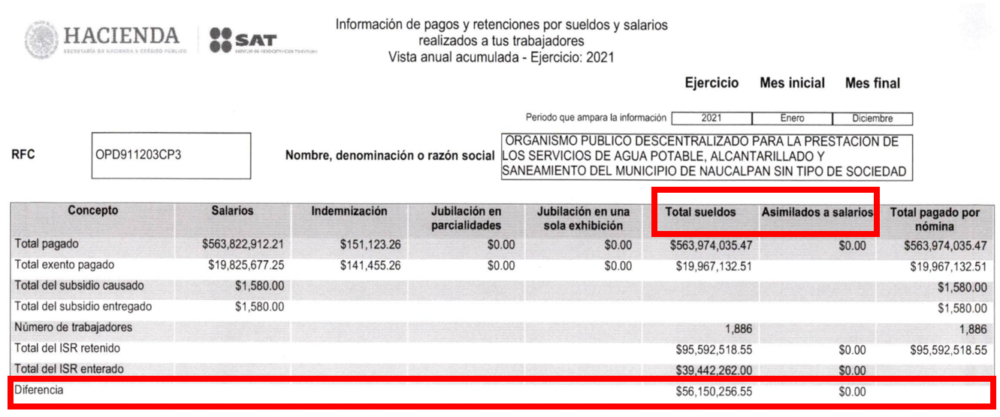 HACIENDA
SECRETARÍA DE HACIENDA Y CRÉDITO PÚBLICO
SAT
SERVICIO DE ADMINISTRACIÓN TRIBUTARIA
Información de pagos y retenciones por sueldos y salarios
realizados a tus trabajadores
Vista anual acumulada - Ejercicio: 2021
Ejercicio Mes inicial Mes final
Periodo que ampara la información 2021 Enero Diciembre
RFC OPD911203CP3
Nombre, denominación o razón social
ORGANISMO PUBLICO DESCENTRALIZADO PARA LA PRESTACION DE
LOS SERVICIOS DE AGUA POTABLE, ALCANTARILLADO Y
SANEAMIENTO DEL MUNICIPIO DE NAUCALPAN SIN TIPO DE SOCIEDAD
Concepto Salarios Indemnización Jubilación en parcialidades Jubilación en una sola exhibición Total sueldos Asimilados a salarios Total pagado por nómina
Total pagado $563,822,912.21 $151,123.26 $0.00 $0.00 $563,974,035.47 $0.00 $563,974,035.47
Total exento pagado $19,825,677.25 $141,455.26 $0.00 $0.00 $19,967,132.51 $19,967,132.51
Total del subsidio causado $1,580.00 $1,580.00
Total del subsidio entregado $1,580.00 $1,580.00
Número de trabajadores 1,886 1,886
Total del ISR retenido $95,592,518.55 $0.00 $95,592,518.55
Total del ISR enterado $39,442,262.00 $0.00
Diferencia $56,150,256.55 $0.00